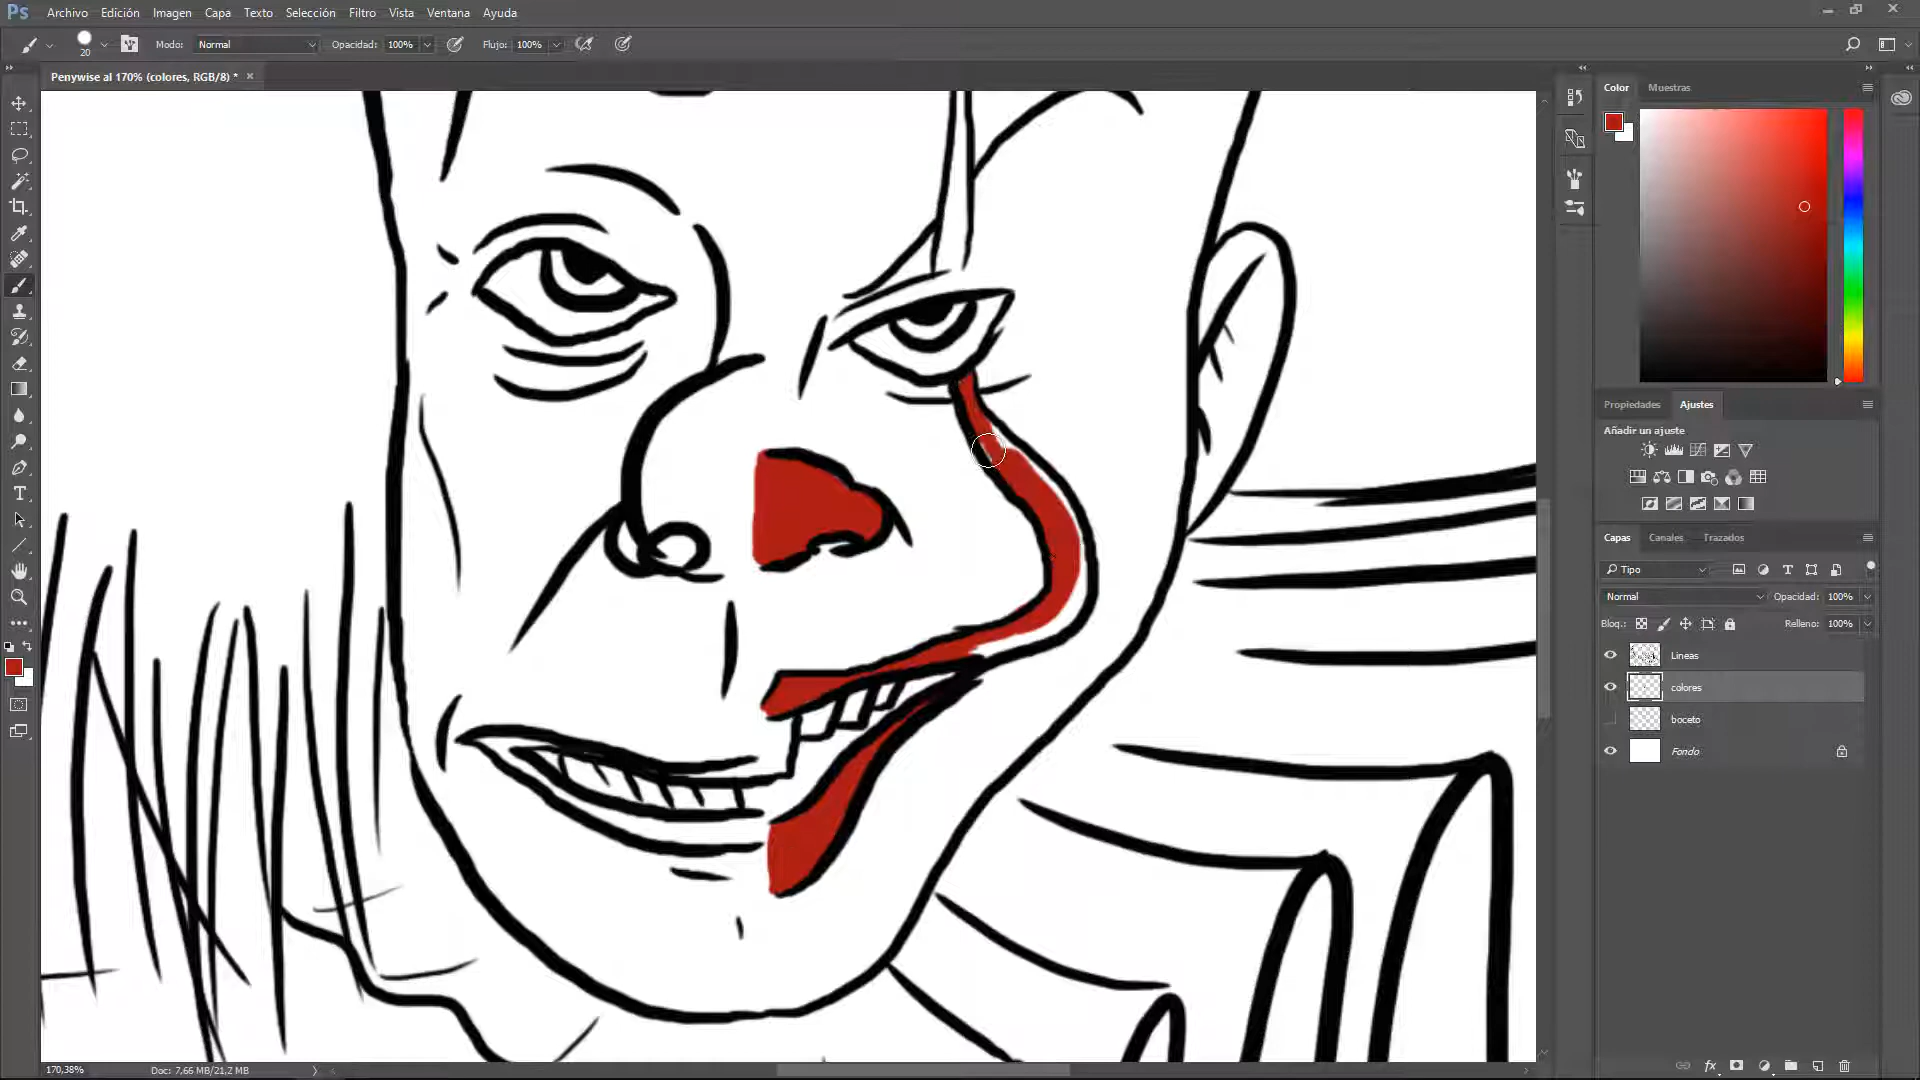 Ps Archivo Edición Imagen Capa Texto Selección Filtro Vista Ventana Ayuda
20 Modo: Normal Opacidad: 100% Flujo: 100%
Penywise al 170% (colores, RGB/8) * ×
Color Muestras
Propiedades Ajustes
Añadir un ajuste
Capas Canales Trazados
Tipo
Normal Opacidad: 100%
Bloq.: Relleno: 100%
Lineas
colores
boceto
Fondo
fx
170,38% Doc: 7,66 MB/21,2 MB